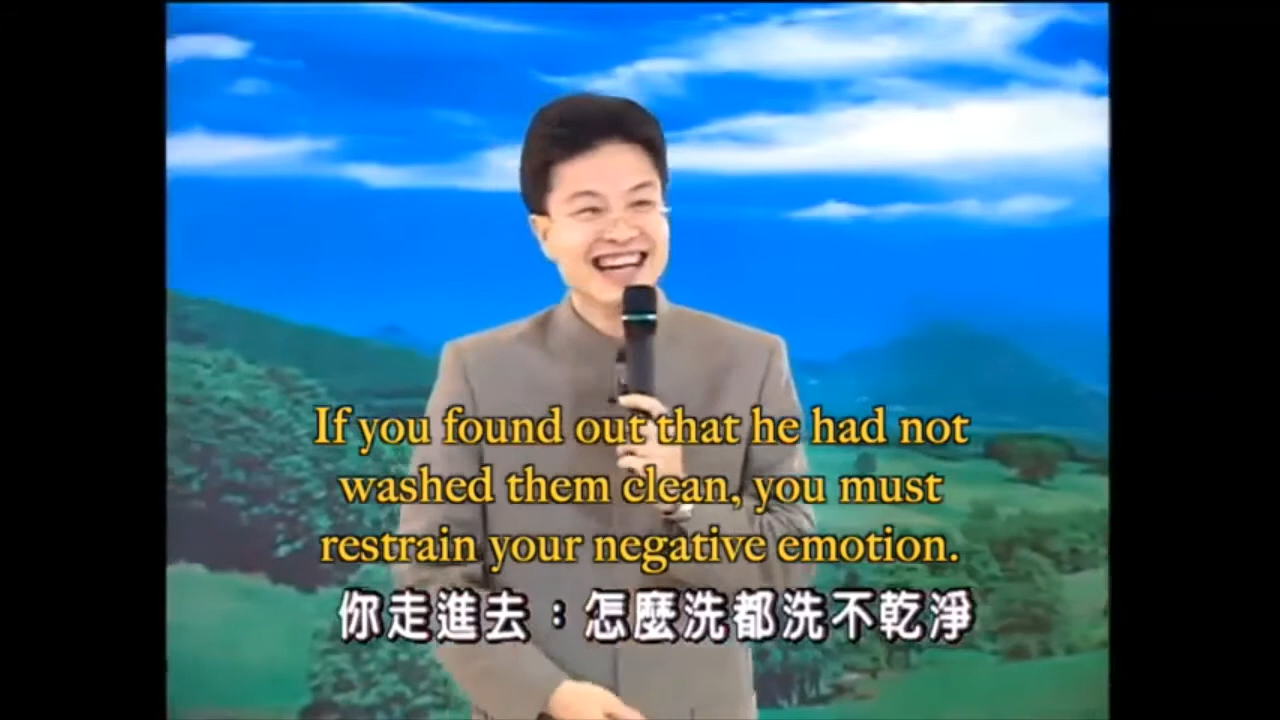 If you found out that he had not
washed them clean, you must
restrain your negative emotion.
你走進去：怎麼洗都洗不乾淨